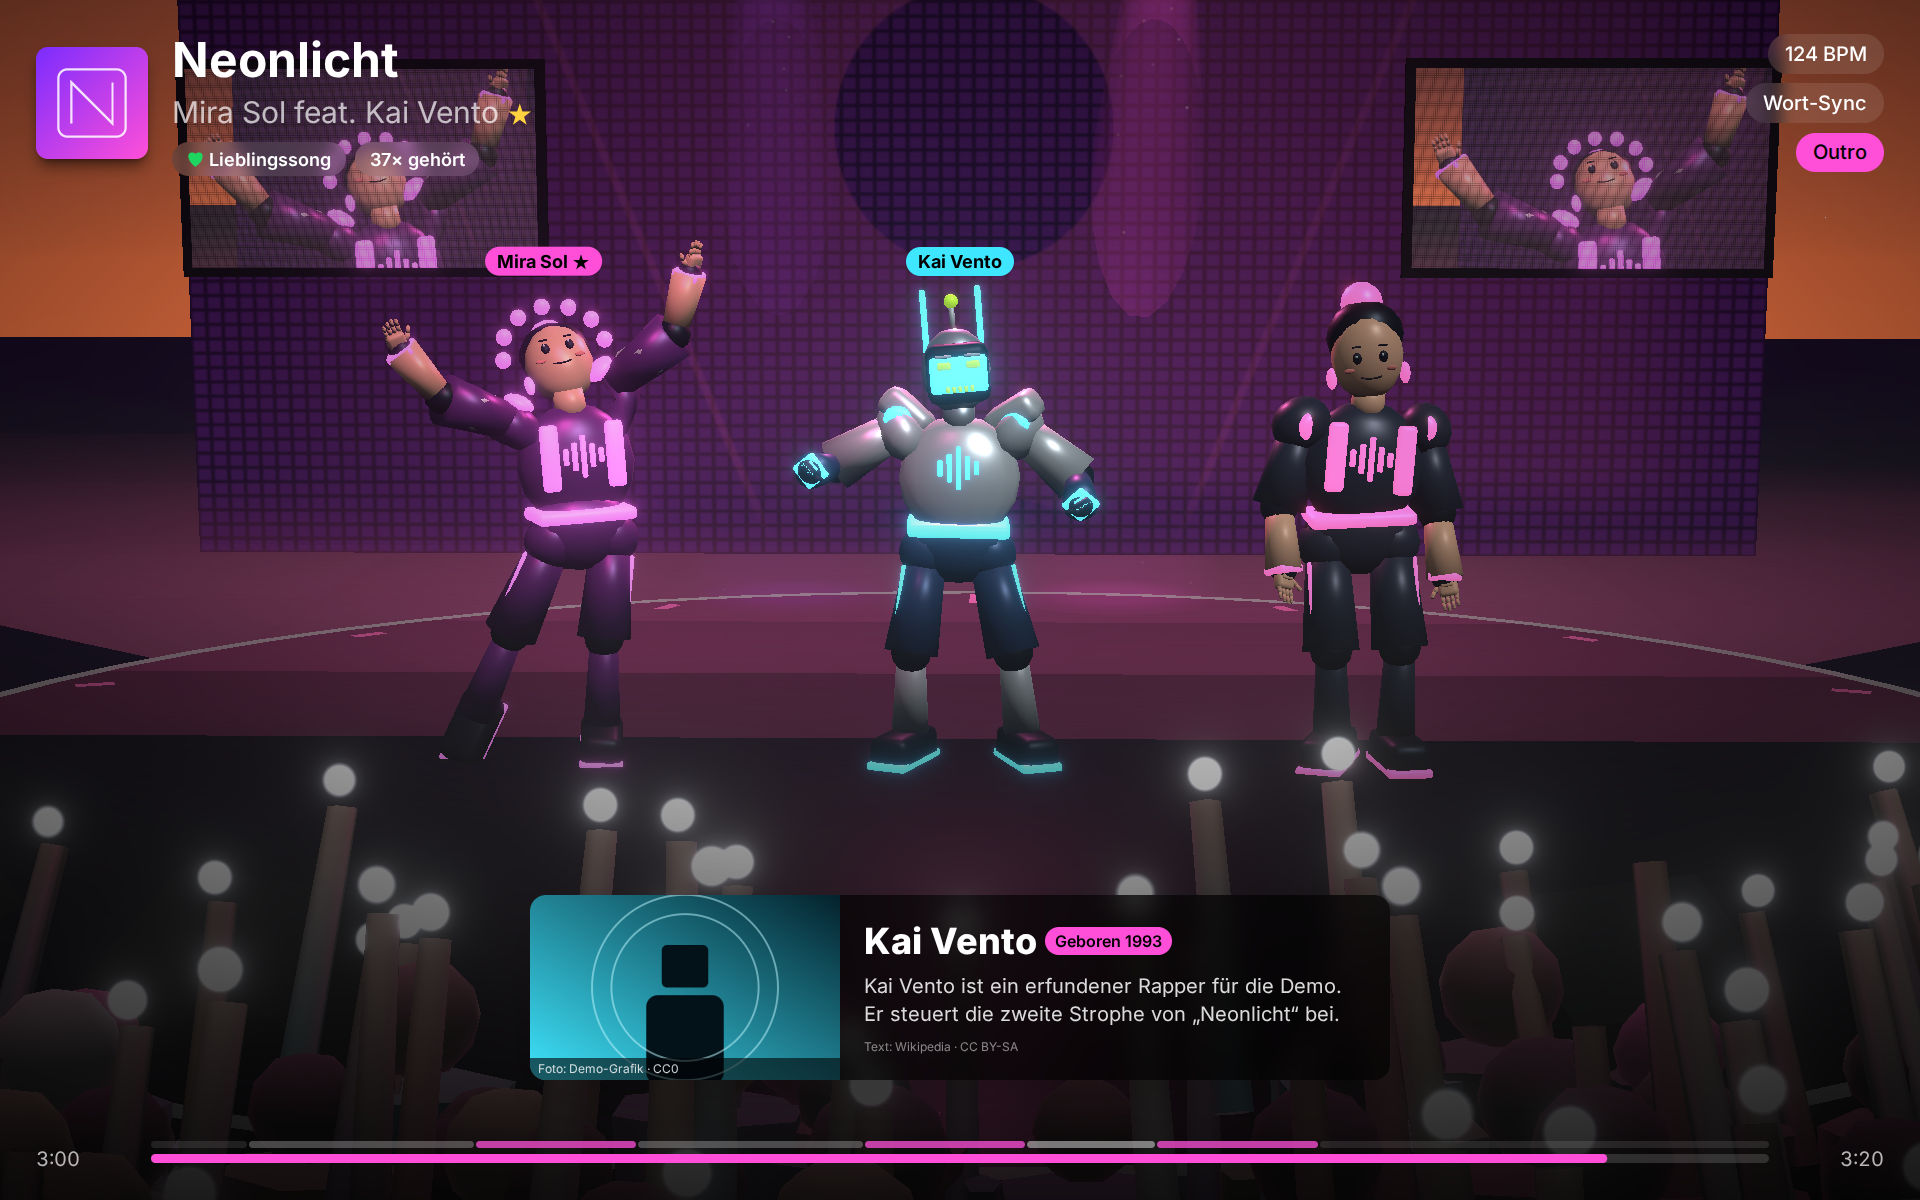 N
Neonlicht
Mira Sol feat. Kai Vento ★
Lieblingssong
37× gehört
124 BPM
Wort-Sync
Outro
Mira Sol ★
Kai Vento
Kai Vento
Geboren 1993
Kai Vento ist ein erfundener Rapper für die Demo.
Er steuert die zweite Strophe von „Neonlicht“ bei.
Text: Wikipedia · CC BY-SA
Foto: Demo-Grafik · CC0
3:00
3:20